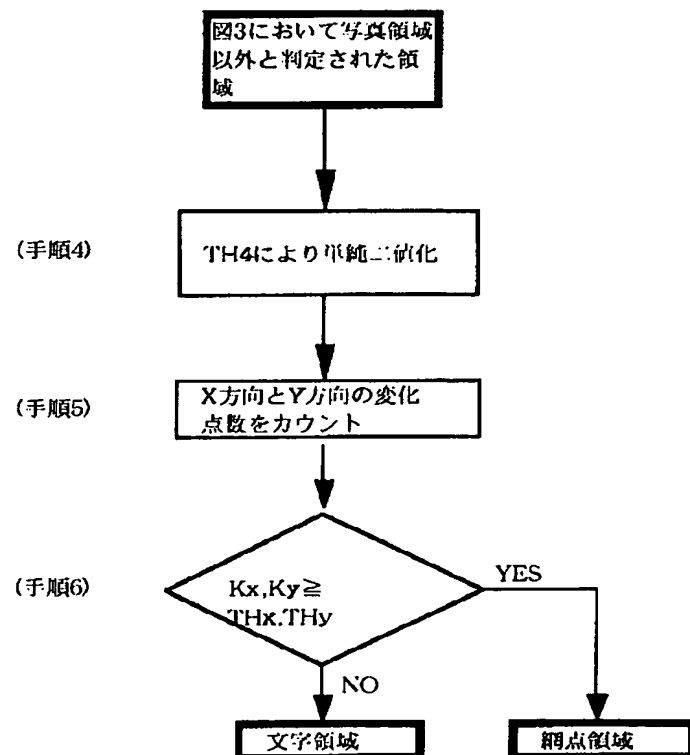 図3において写真領域
以外と判定された領
域
(手順4)
TH4により単純二値化
(手順5)
X方向とY方向の変化
点数をカウント
(手順6)
Kx,Ky≧
THx.THy
YES
NO
文字領域
網点領域